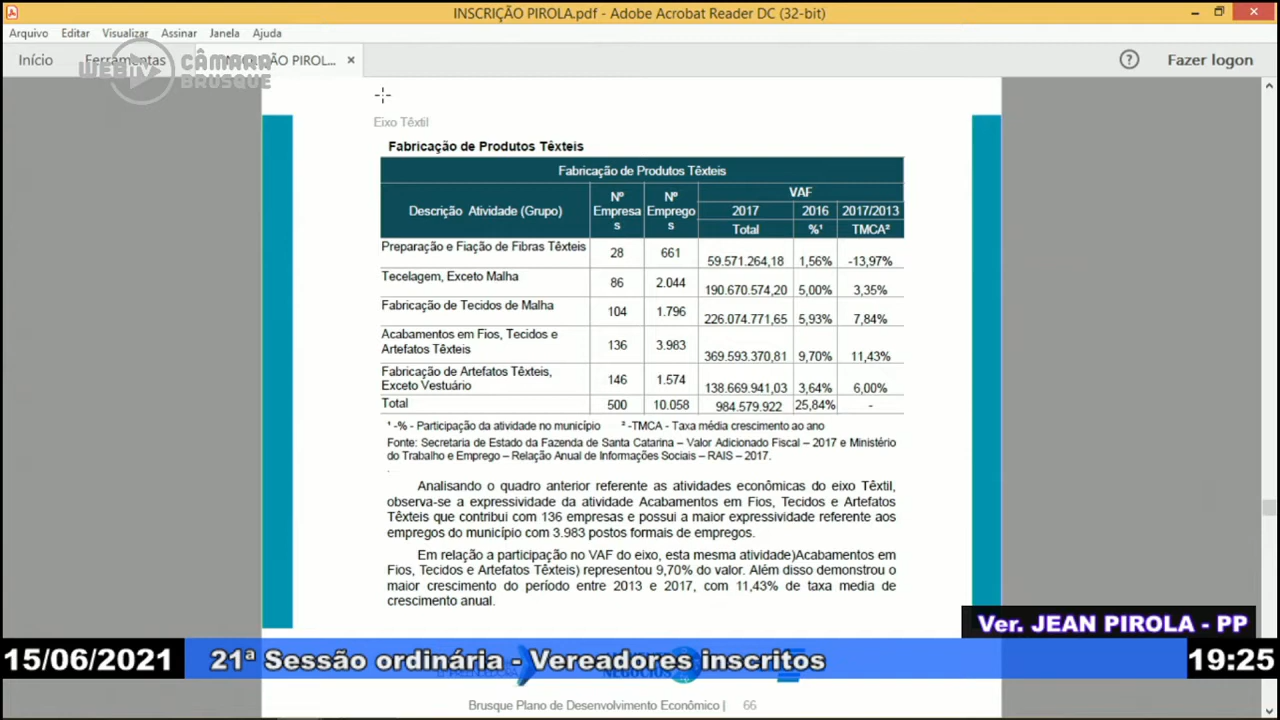 INSCRIÇÃO PIROLA.pdf - Adobe Acrobat Reader DC (32-bit)
Arquivo Editar Visualizar Assinar Janela Ajuda
Início Ferramentas PIROL... × ? Fazer logon
WEBTV CÂMARA BRUSQUE
Eixo Têxtil
Fabricação de Produtos Têxteis
Fabricação de Produtos Têxteis
Descrição Atividade (Grupo) Nº Empresas Nº Empregos VAF
2017 2016 2017/2013
Total %¹ TMCA²
Preparação e Fiação de Fibras Têxteis 28 661 59.571.264,18 1,56% -13,97%
Tecelagem, Exceto Malha 86 2.044 190.670.574,20 5,00% 3,35%
Fabricação de Tecidos de Malha 104 1.796 226.074.771,65 5,93% 7,84%
Acabamentos em Fios, Tecidos e
Artefatos Têxteis 136 3.983 369.593.370,81 9,70% 11,43%
Fabricação de Artefatos Têxteis,
Exceto Vestuário 146 1.574 138.669.941,03 3,64% 6,00%
Total 500 10.058 984.579.922 25,84% -
¹ -% - Participação da atividade no município ² -TMCA - Taxa média crescimento ao ano
Fonte: Secretaria de Estado da Fazenda de Santa Catarina – Valor Adicionado Fiscal – 2017 e Ministério
do Trabalho e Emprego – Relação Anual de Informações Sociais – RAIS – 2017.
Analisando o quadro anterior referente as atividades econômicas do eixo Têxtil,
observa-se a expressividade da atividade Acabamentos em Fios, Tecidos e Artefatos
Têxteis que contribui com 136 empresas e possui a maior expressividade referente aos
empregos do município com 3.983 postos formais de empregos.
Em relação a participação no VAF do eixo, esta mesma atividade)Acabamentos em
Fios, Tecidos e Artefatos Têxteis) representou 9,70% do valor. Além disso demonstrou o
maior crescimento do período entre 2013 e 2017, com 11,43% de taxa media de
crescimento anual.
Ver. JEAN PIROLA - PP
15/06/2021 21ª Sessão ordinária - Vereadores inscritos 19:25
NEGÓCIOS
Brusque Plano de Desenvolvimento Econômico | 66